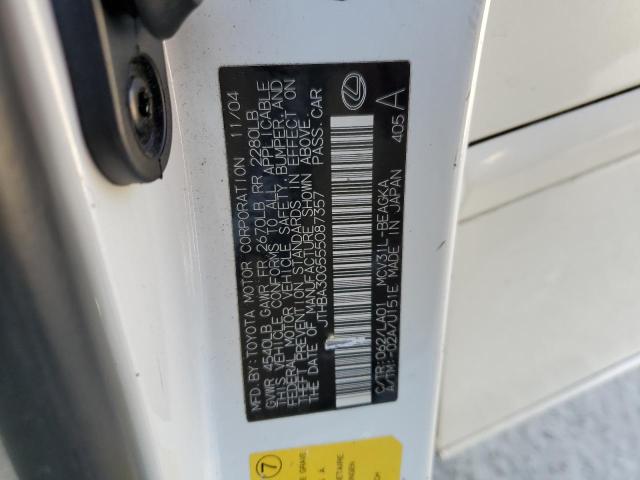 MFD.BY:TOYOTA MOTOR CORPORATION 11/04
GVWR 4540LB GAWR FR 2670LB RR 2280LB
THIS VEHICLE CONFORMS TO ALL APPLICABLE
FEDERAL MOTOR VEHICLE SAFETY, BUMPER, AND
THEFT PREVENTION STANDARDS IN EFFECT ON
THE DATE OF MANUFACTURE SHOWN ABOVE.
JTHBA30G555087357 PASS.CAR
C/TR:062/LA01 MCV31L-BEAGKA
A/TM:-02A/U151E MADE IN JAPAN
405 A
7